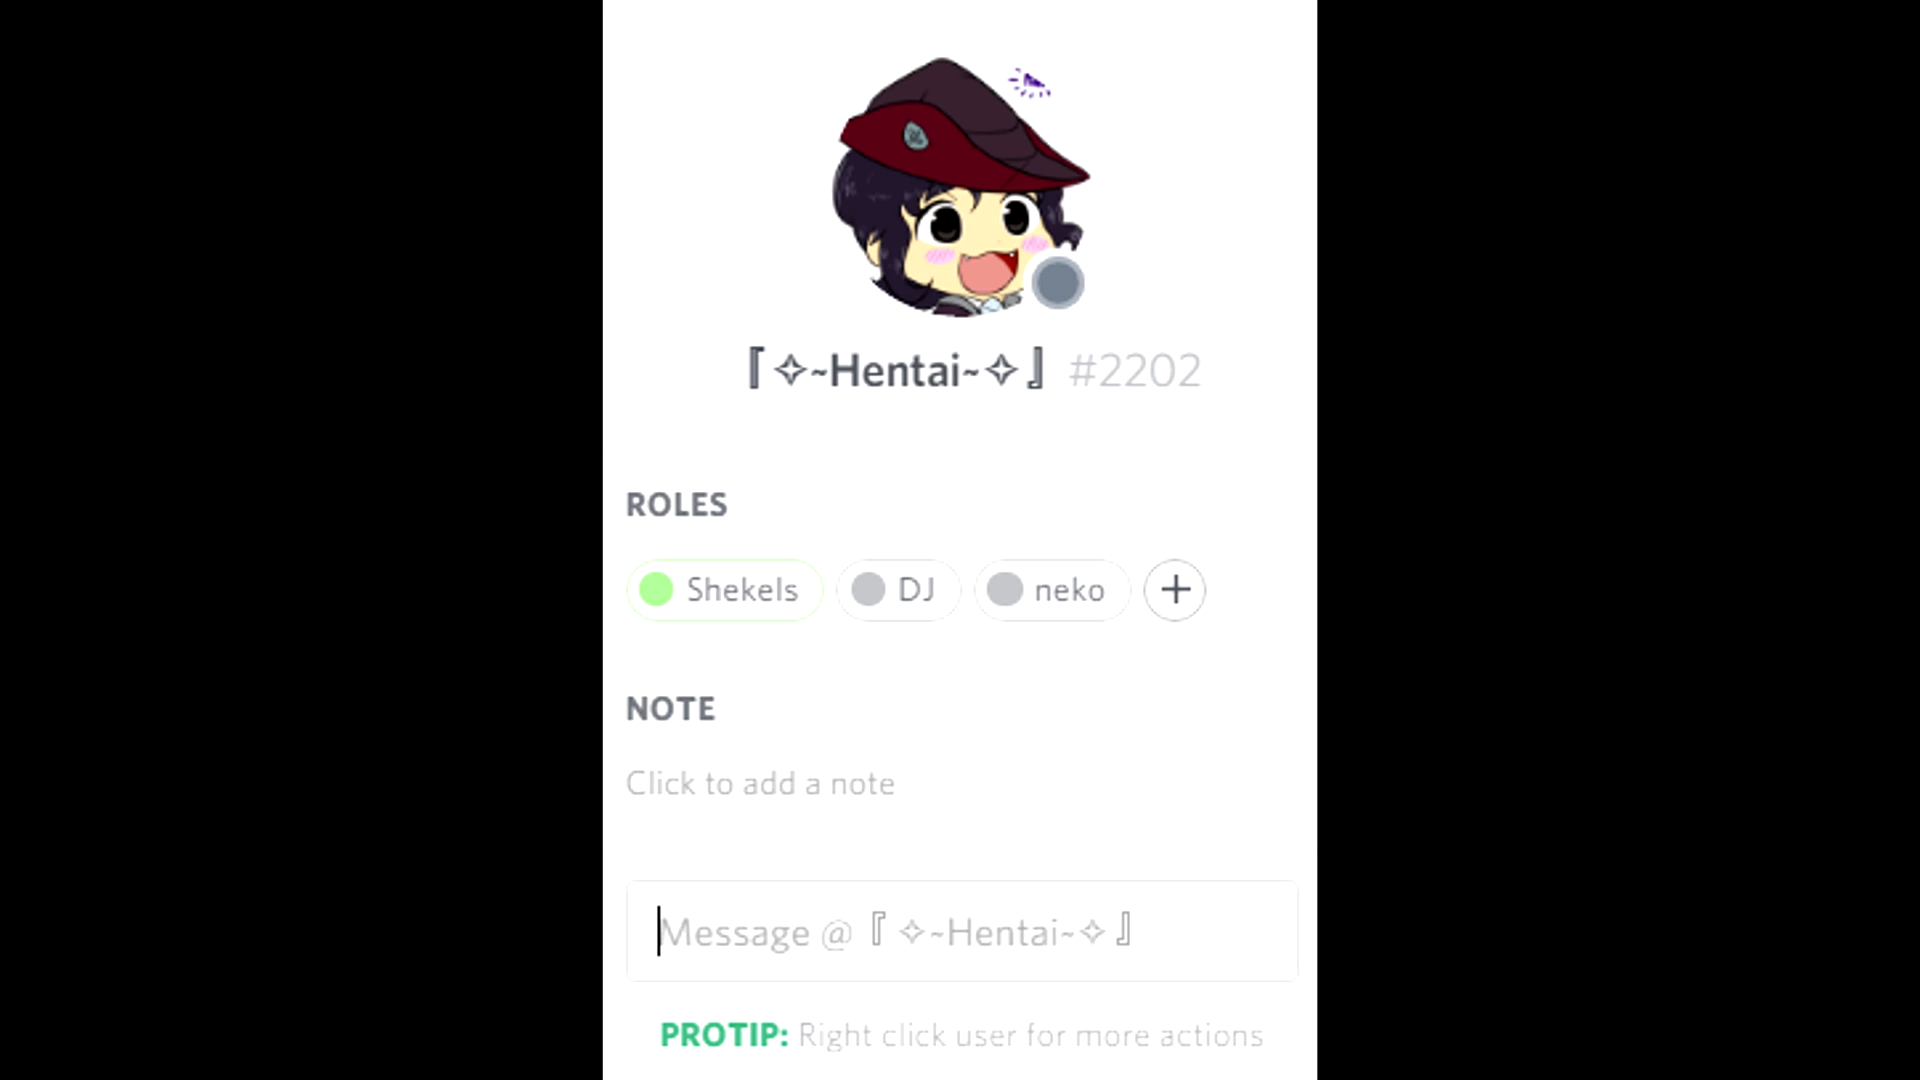 『✧~Hentai~✧』 #2202
ROLES
Shekels DJ neko +
NOTE
Click to add a note
Message @『✧~Hentai~✧』
PROTIP: Right click user for more actions